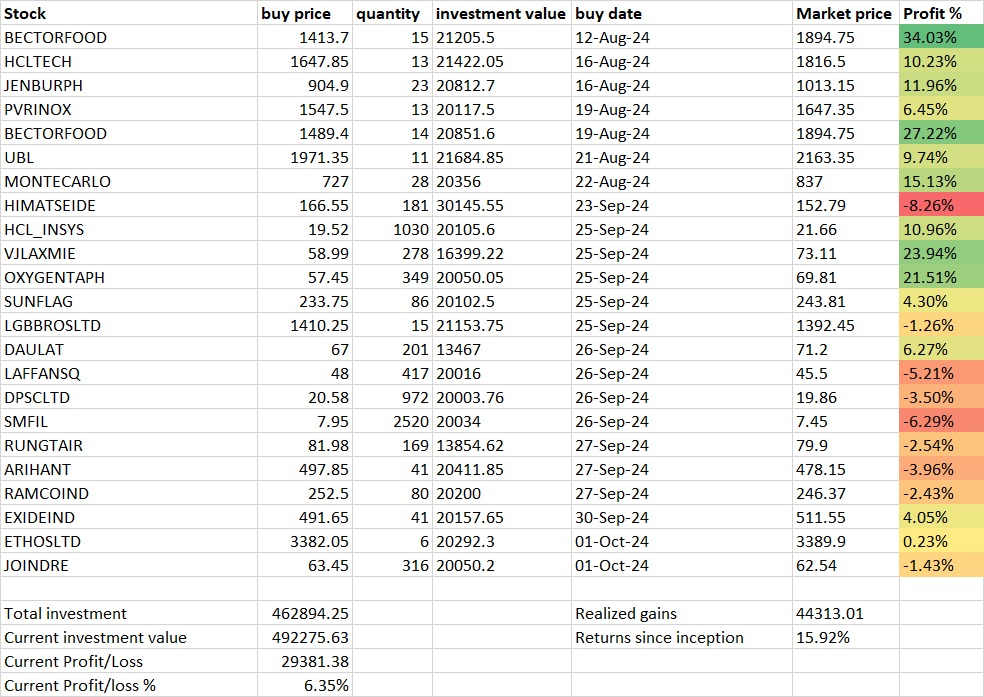 Stock buy price quantity investment value buy date Market price Profit %
BECTORFOOD 1413.7 15 21205.5 12-Aug-24 1894.75 34.03%
HCLTECH 1647.85 13 21422.05 16-Aug-24 1816.5 10.23%
JENBURPH 904.9 23 20812.7 16-Aug-24 1013.15 11.96%
PVRINOX 1547.5 13 20117.5 19-Aug-24 1647.35 6.45%
BECTORFOOD 1489.4 14 20851.6 19-Aug-24 1894.75 27.22%
UBL 1971.35 11 21684.85 21-Aug-24 2163.35 9.74%
MONTECARLO 727 28 20356 22-Aug-24 837 15.13%
HIMATSEIDE 166.55 181 30145.55 23-Sep-24 152.79 -8.26%
HCL_INSYS 19.52 1030 20105.6 25-Sep-24 21.66 10.96%
VJLAXMIE 58.99 278 16399.22 25-Sep-24 73.11 23.94%
OXYGENTAPH 57.45 349 20050.05 25-Sep-24 69.81 21.51%
SUNFLAG 233.75 86 20102.5 25-Sep-24 243.81 4.30%
LGBBROSLTD 1410.25 15 21153.75 25-Sep-24 1392.45 -1.26%
DAULAT 67 201 13467 26-Sep-24 71.2 6.27%
LAFFANSQ 48 417 20016 26-Sep-24 45.5 -5.21%
DPSCLTD 20.58 972 20003.76 26-Sep-24 19.86 -3.50%
SMFIL 7.95 2520 20034 26-Sep-24 7.45 -6.29%
RUNGTAIR 81.98 169 13854.62 27-Sep-24 79.9 -2.54%
ARIHANT 497.85 41 20411.85 27-Sep-24 478.15 -3.96%
RAMCOIND 252.5 80 20200 27-Sep-24 246.37 -2.43%
EXIDEIND 491.65 41 20157.65 30-Sep-24 511.55 4.05%
ETHOSLTD 3382.05 6 20292.3 01-Oct-24 3389.9 0.23%
JOINDRE 63.45 316 20050.2 01-Oct-24 62.54 -1.43%
Total investment 462894.25 Realized gains 44313.01
Current investment value 492275.63 Returns since inception 15.92%
Current Profit/Loss 29381.38
Current Profit/loss % 6.35%